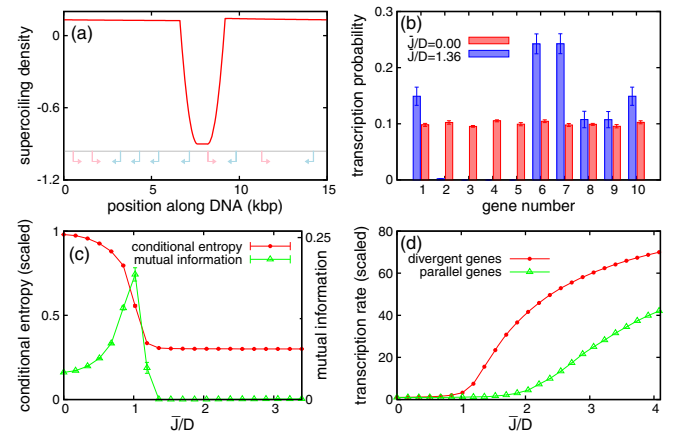 (a)
supercoiling density
0
-0.6
-1.2
0
5
10
15
position along DNA (kbp)
(b)
J̄/D=0.00
J̄/D=1.36
transcription probability
0.3
0.2
0.1
0
1 2 3 4 5 6 7 8 9 10
gene number
(c)
conditional entropy
mutual information
conditional entropy (scaled)
1
0.5
0
0 1 2 3
J̄/D
0.25
0
mutual information
(d)
divergent genes
parallel genes
transcription rate (scaled)
80
60
40
20
0
0 1 2 3 4
J̄/D